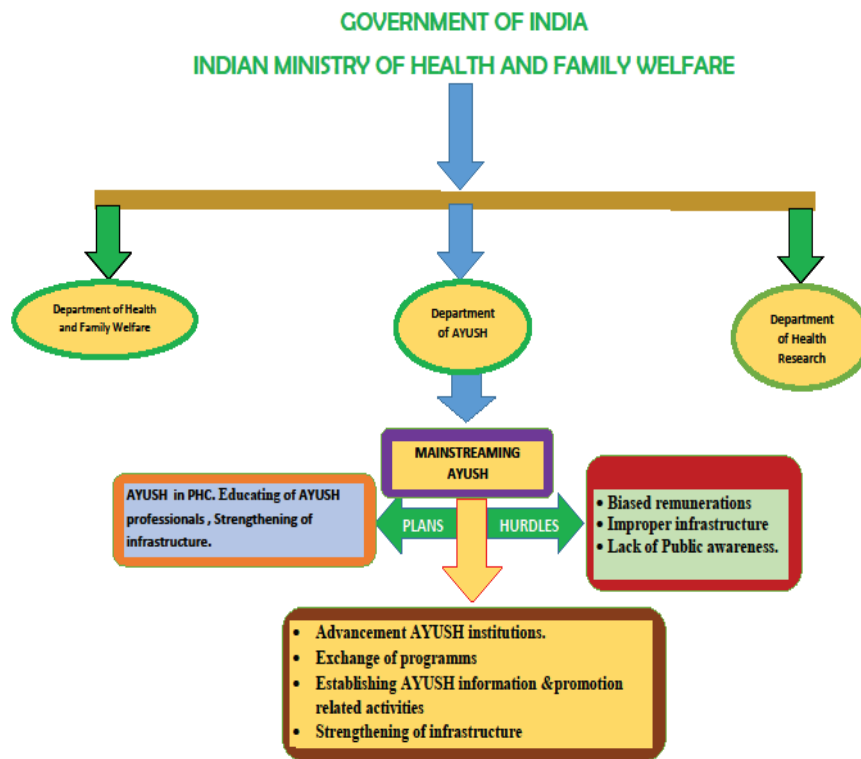 GOVERNMENT OF INDIA
INDIAN MINISTRY OF HEALTH AND FAMILY WELFARE
Department of Health
and Family Welfare
Department
of AYUSH
Department
of Health
Research
MAINSTREAMING
AYUSH
AYUSH in PHC. Educating of AYUSH
professionals , Strengthening of
infrastructure.
PLANS
HURDLES
• Biased remunerations
• Improper infrastructure
• Lack of Public awareness.
• Advancement AYUSH institutions.
• Exchange of programms
• Establishing AYUSH information &promotion
related activities
• Strengthening of infrastructure